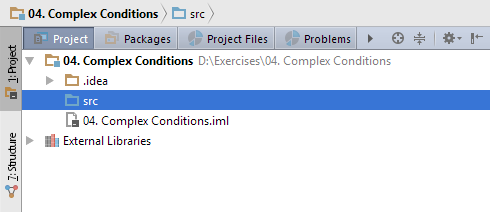 04. Complex Conditions src
Project Packages Project Files Problems
1: Project
04. Complex Conditions D:\Exercises\04. Complex Conditions
.idea
src
04. Complex Conditions.iml
External Libraries
7: Structure